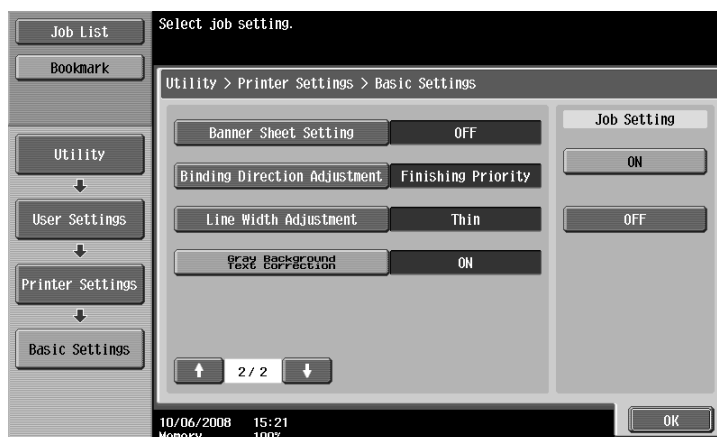 Job List
Select job setting.
Bookmark
Utility > Printer Settings > Basic Settings
Banner Sheet Setting
OFF
Job Setting
Utility
Binding Direction Adjustment
Finishing Priority
ON
User Settings
Line Width Adjustment
Thin
OFF
Gray Background
Text Correction
ON
Printer Settings
Basic Settings
2/2
10/06/2008 15:21
Memory 100%
OK